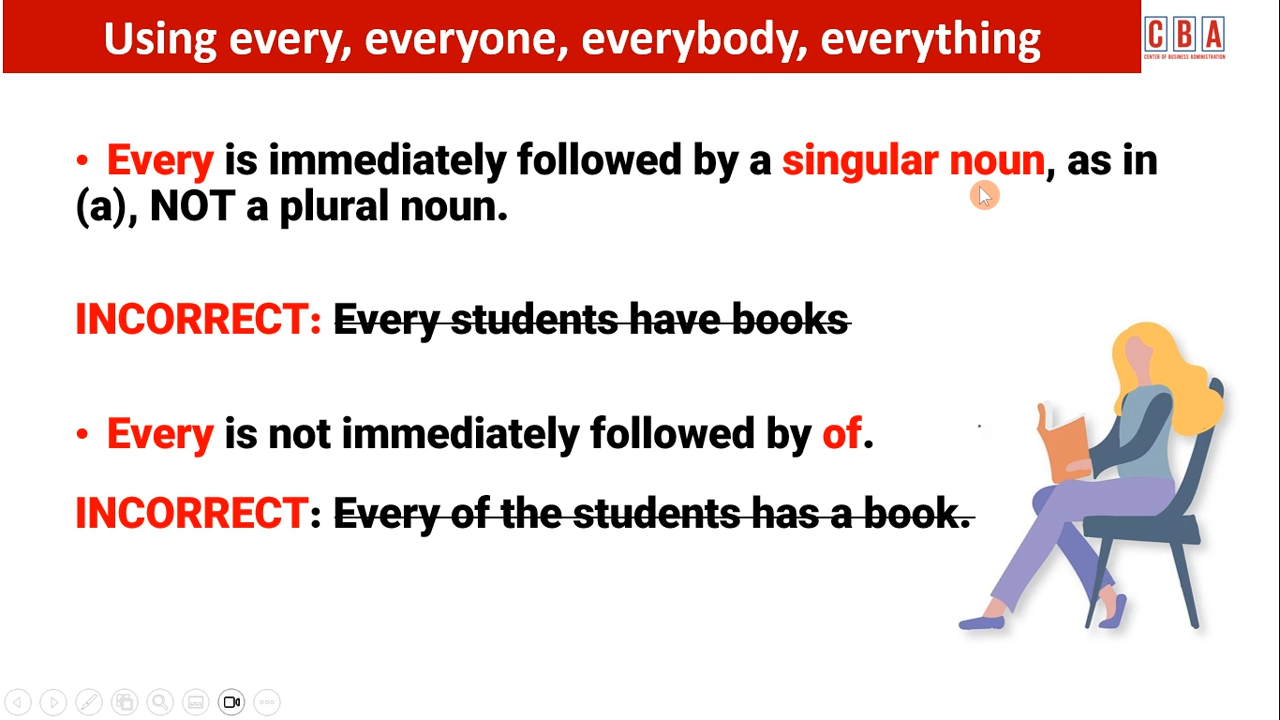 Using every, everyone, everybody, everything
CBA
CENTER OF BUSINESS ADMINISTRATION
• Every is immediately followed by a singular noun, as in
(a), NOT a plural noun.
INCORRECT: Every students have books
• Every is not immediately followed by of.
INCORRECT: Every of the students has a book.